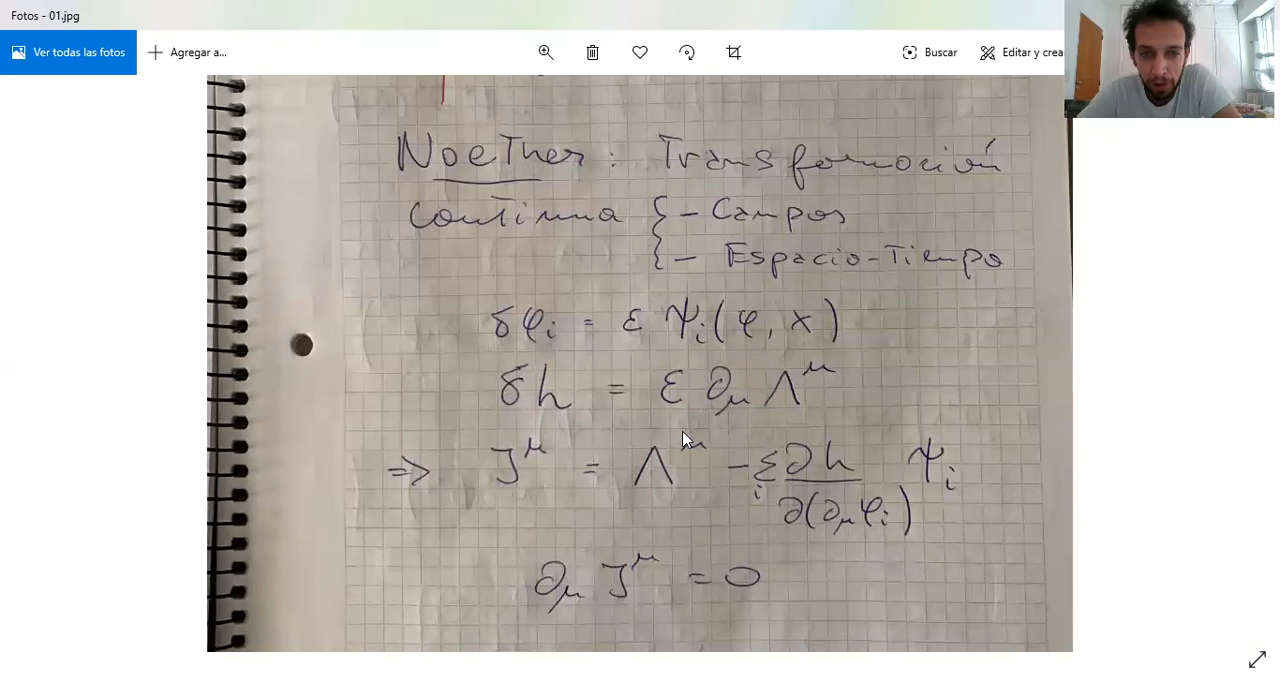 Fotos - 01.jpg
Ver todas las fotos
Agregar a...
Buscar
Editar y crea
Noether: Transformación
continua { - Campos
- Espacio-Tiempo
δφᵢ = ε Ψᵢ(φ, x)
δh = ε ∂μ Λ^μ
⇒ J^μ = Λ^μ - Σᵢ ∂h / ∂(∂μφᵢ) Ψᵢ
∂μ J^μ = 0